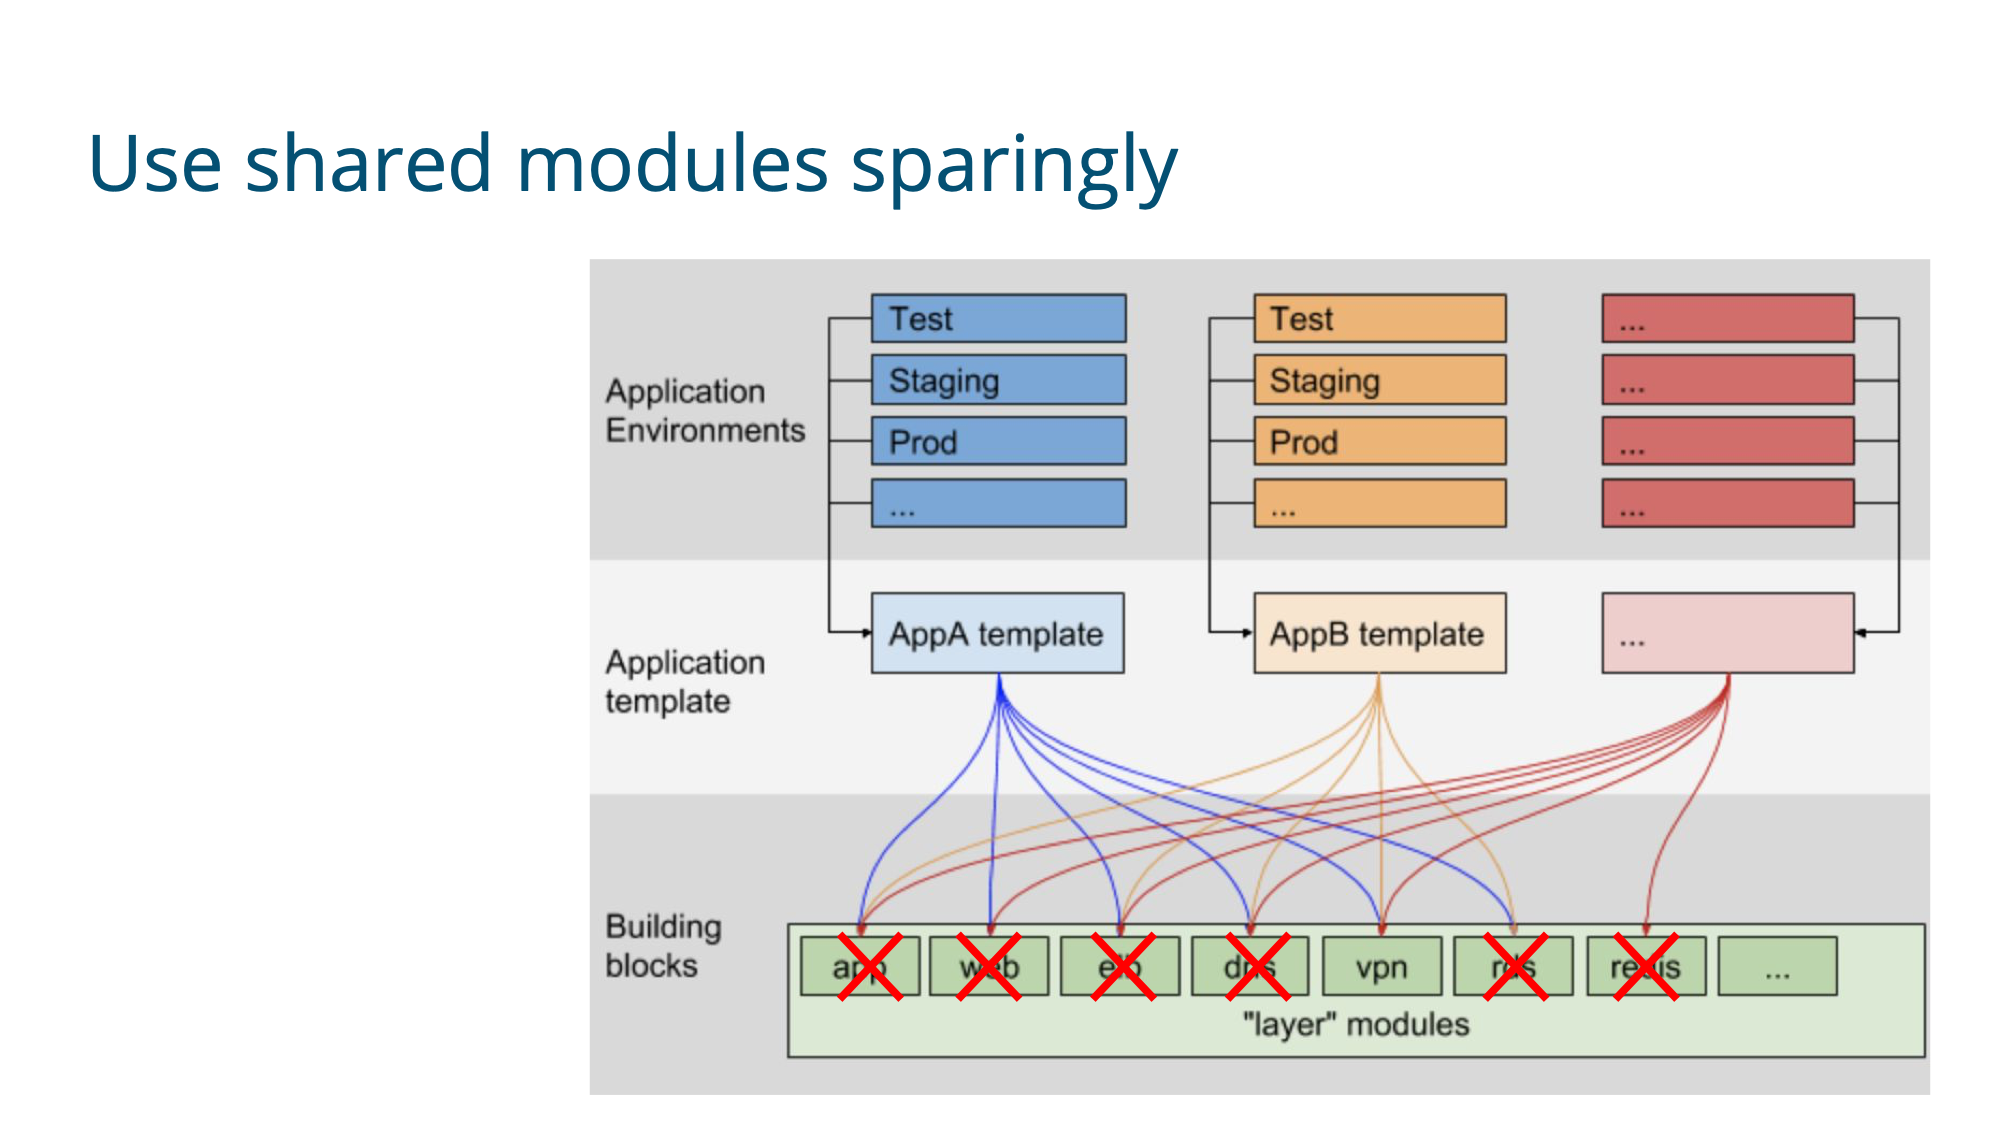 Use shared modules sparingly
Application
Environments
Test
Staging
Prod
...
Test
Staging
Prod
...
...
...
...
...
Application
template
AppA template
AppB template
...
Building
blocks
app
web
elb
dns
vpn
rds
redis
...
"layer" modules